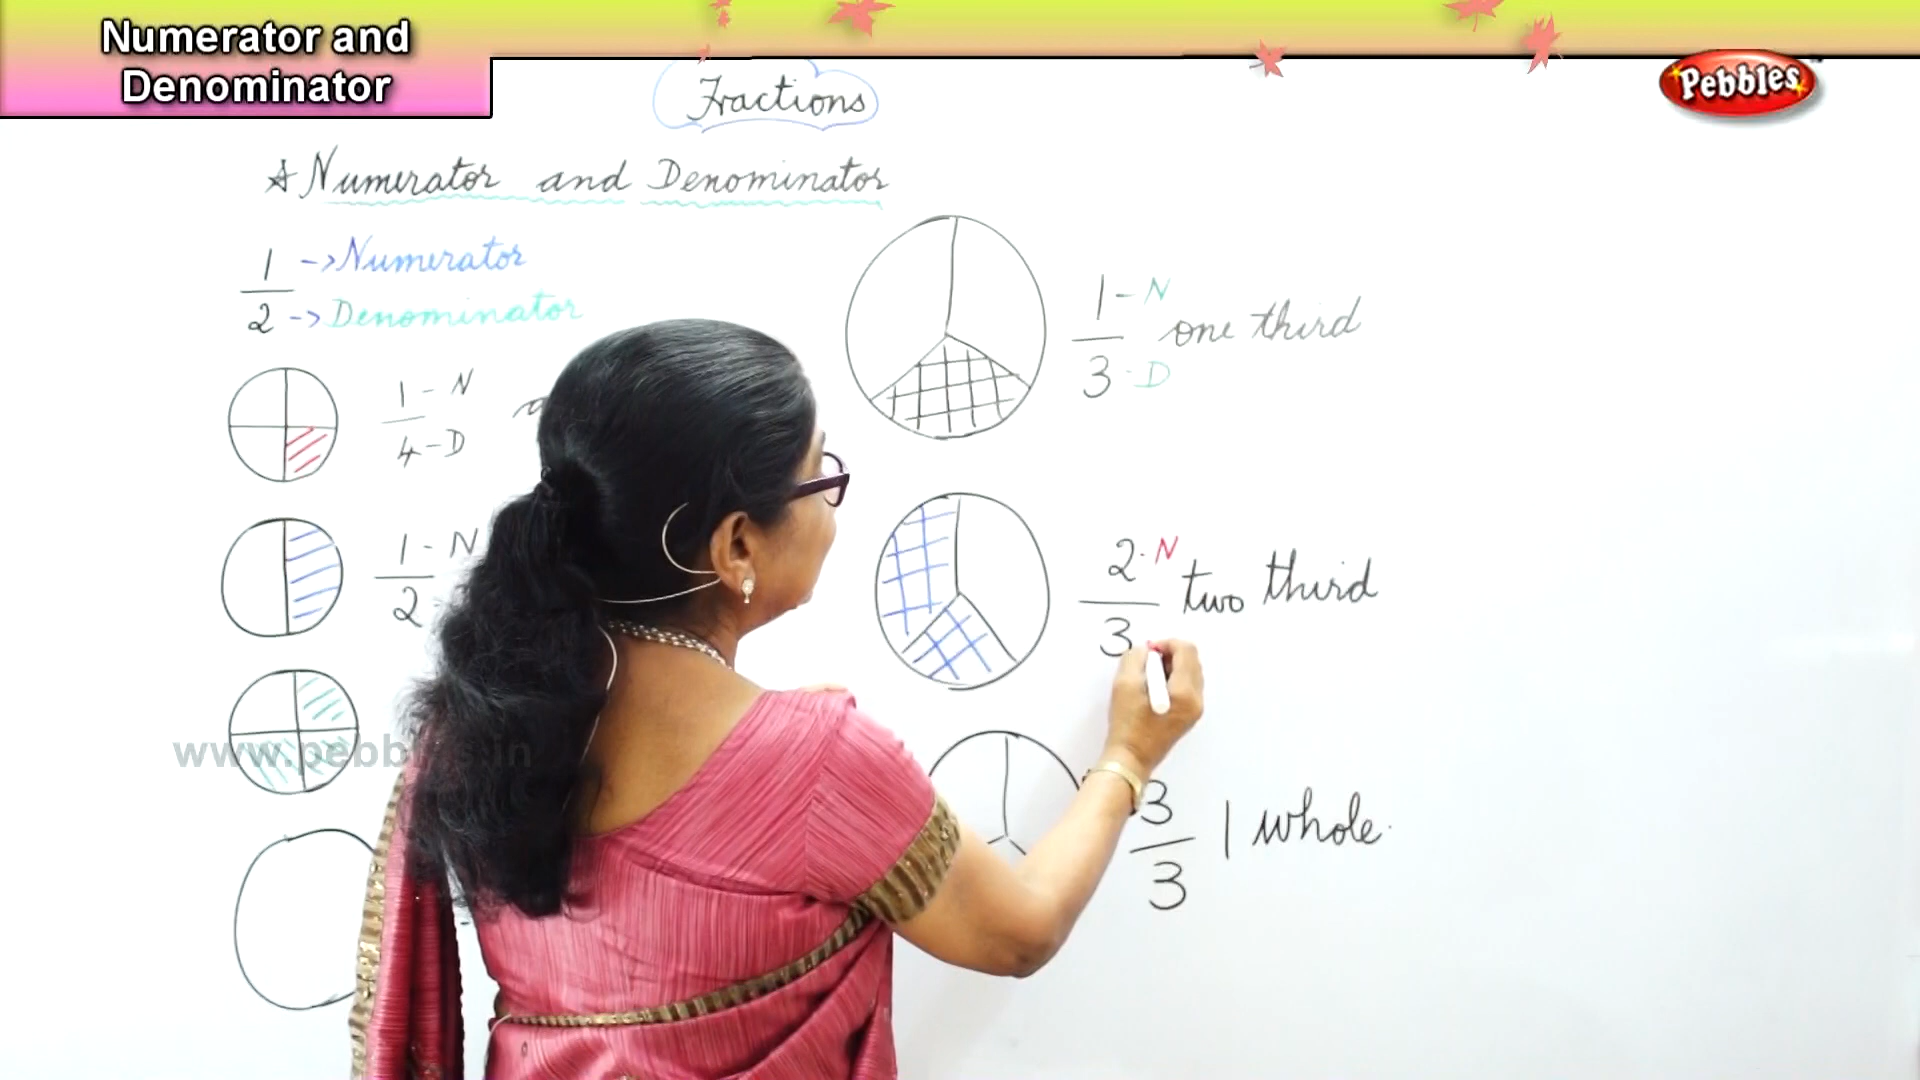 Numerator and
Denominator
Pebbles
Fractions
☆ Numerator and Denominator
1 -> Numerator
2 -> Denominator
1 - N
4 - D
1 - N
2
1 - N
3 - D
one third
2 - N
3
two third
3
3
1 whole.
www.pebbles.in